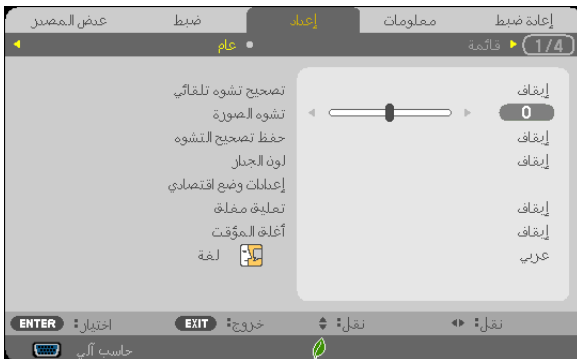 عرض المصدر ضبط إعداد معلومات إعادة ضبط
عام قائمة 1/4
تصحيح تشوه تلقائي إيقاف
تشوه الصورة 0
حفظ تصحيح التشوه إيقاف
لون الجدار إيقاف
إعدادات وضع اقتصادي
تعليق مغلق إيقاف
أغلق المؤقت إيقاف
لغة عربي
ENTER اختيار: EXIT خروج: نقل: نقل:
حاسب آلي